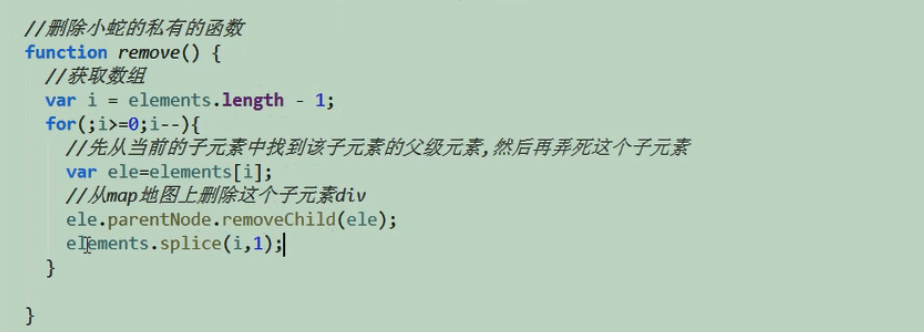 //删除小蛇的私有的函数
function remove() {
//获取数组
var i = elements.length - 1;
for(;i>=0;i--){
//先从当前的子元素中找到该子元素的父级元素,然后再弄死这个子元素
var ele=elements[i];
//从map地图上删除这个子元素div
ele.parentNode.removeChild(ele);
elements.splice(i,1);
}
}